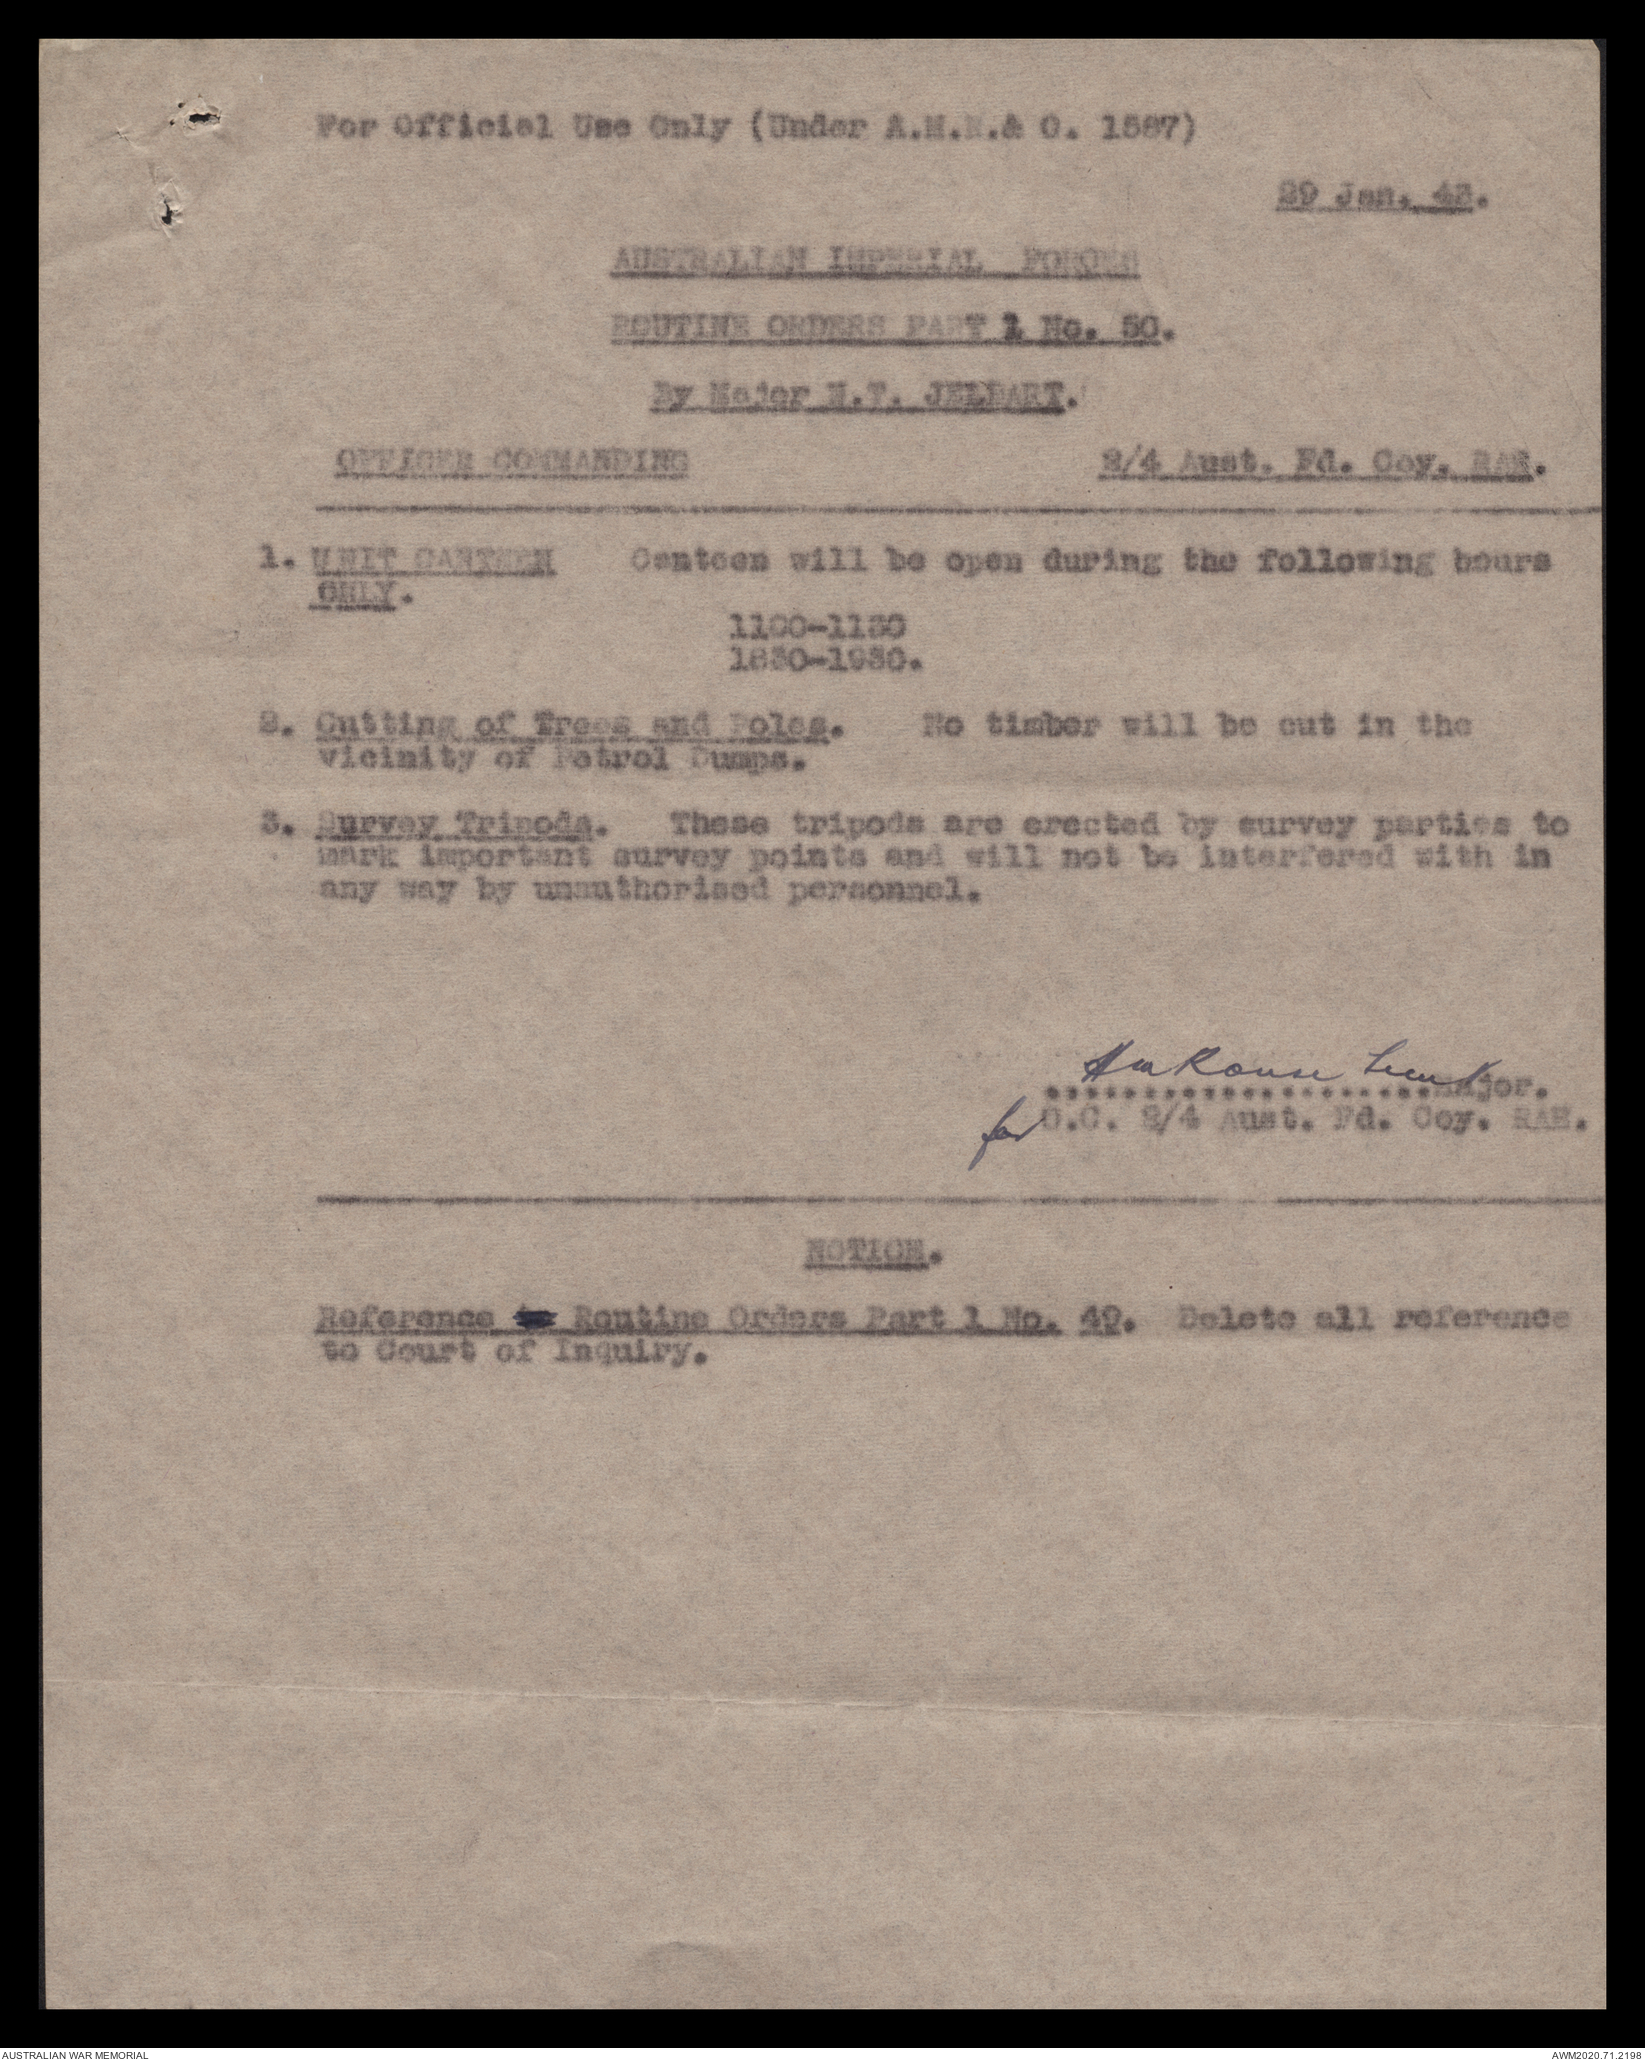 For Official Use Only (Under A.M.R.& O. 1587)
29 Jan. 43.
AUSTRALIAN IMPERIAL FORCES
ROUTINE ORDERS PART 1 No. 50.
By Major N.T. JELBART.
OFFICER COMMANDING 2/4 Aust. Fd. Coy. RAE.
1. UNIT CANTEEN Canteen will be open during the following hours
ONLY.
1100-1130
1830-1930.
2. Cutting of Trees and Poles. No timber will be cut in the
vicinity of Petrol Dumps.
3. Survey Tripods. These tripods are erected by survey parties to
mark important survey points and will not be interfered with in
any way by unauthorised personnel.
Rouse Lieut
Major.
for O.C. 2/4 Aust. Fd. Coy. RAE.
NOTICE.
Reference Routine Orders Part 1 No. 49. Delete all reference
to Court of Inquiry.
AUSTRALIAN WAR MEMORIAL AWM2020.71.2198